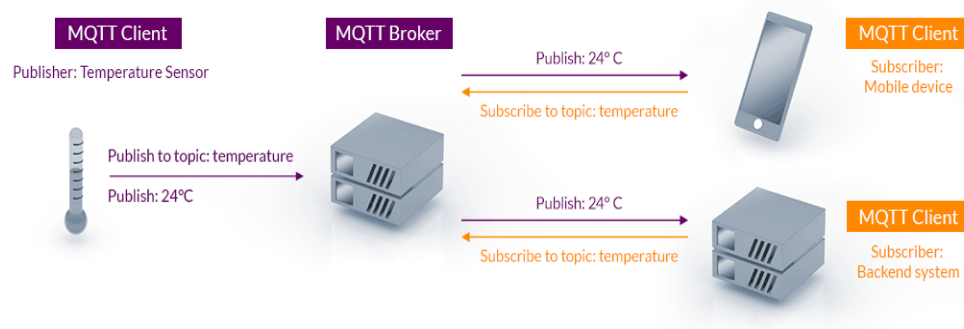 MQTT Client
Publisher: Temperature Sensor
Publish to topic: temperature
Publish: 24°C
MQTT Broker
Publish: 24° C
Subscribe to topic: temperature
MQTT Client
Subscriber:
Mobile device
Publish: 24° C
Subscribe to topic: temperature
MQTT Client
Subscriber:
Backend system